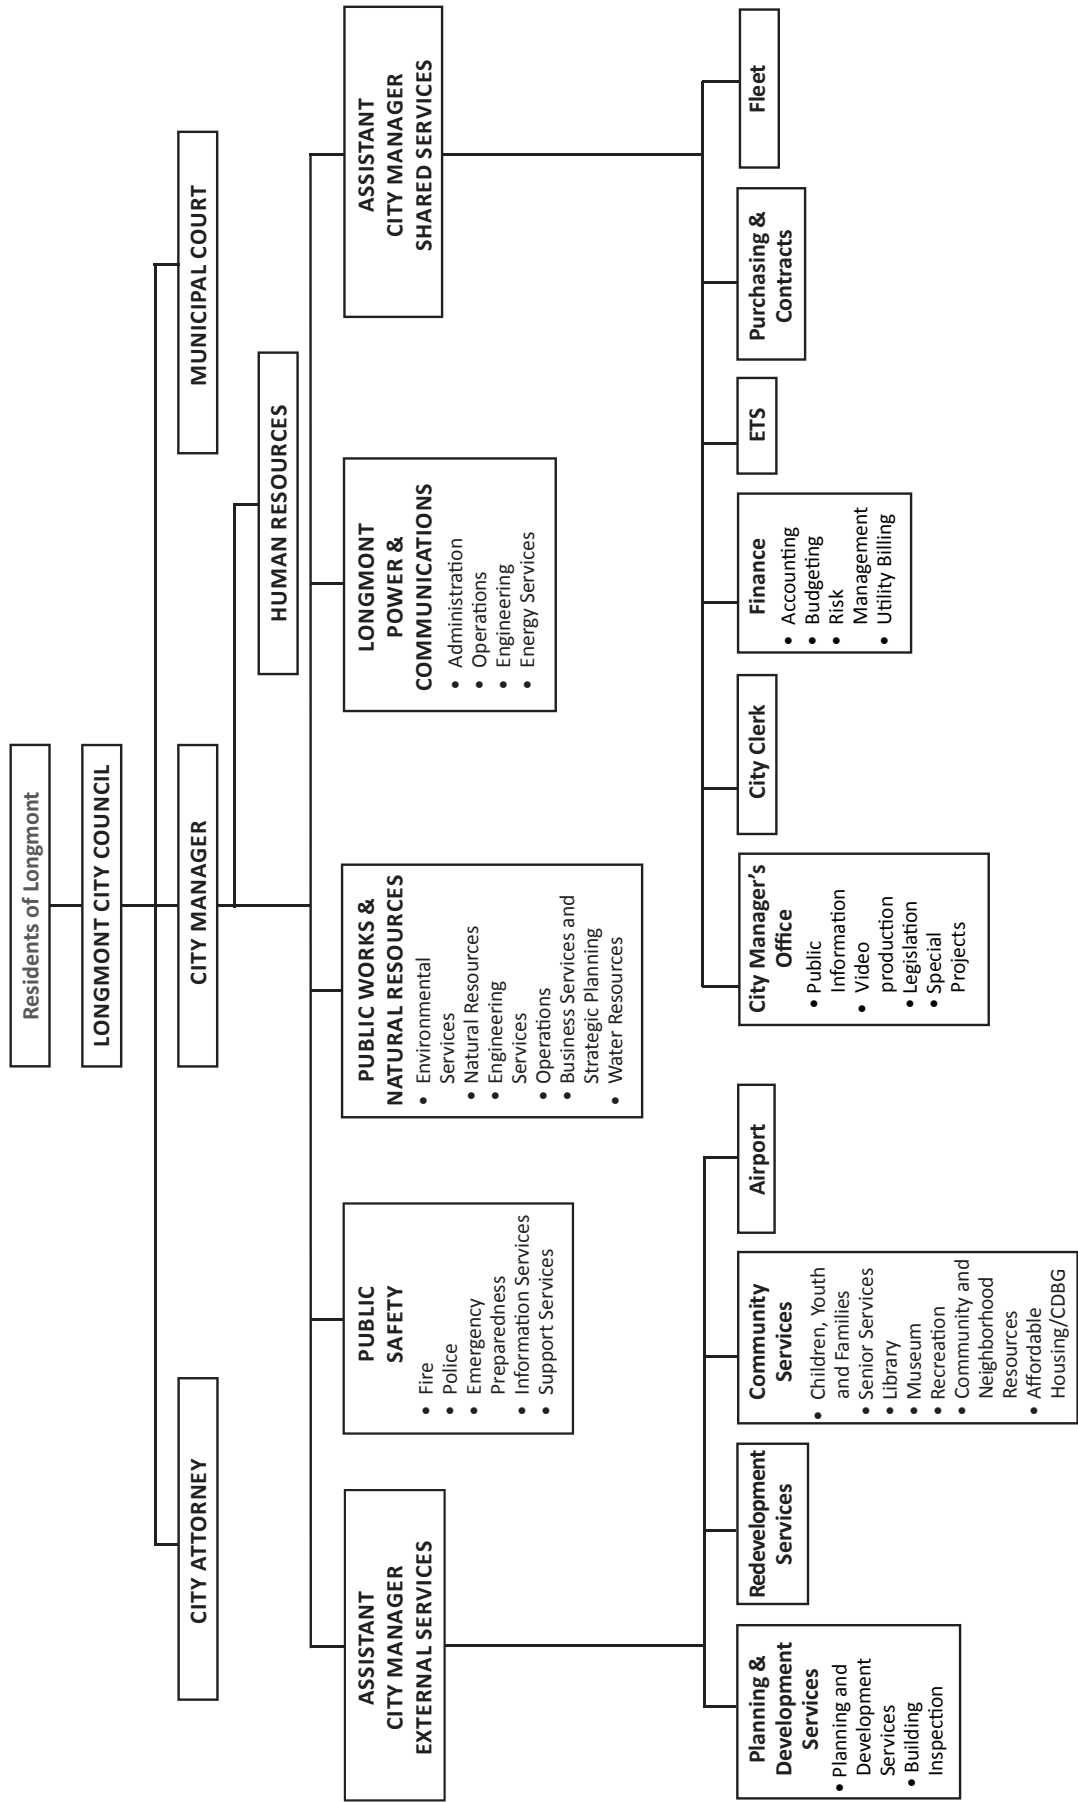 Residents of Longmont
LONGMONT CITY COUNCIL
CITY ATTORNEY
CITY MANAGER
MUNICIPAL COURT
HUMAN RESOURCES
ASSISTANT
CITY MANAGER
EXTERNAL SERVICES
PUBLIC
SAFETY
• Fire
• Police
• Emergency
Preparedness
• Information Services
• Support Services
PUBLIC WORKS &
NATURAL RESOURCES
• Environmental
Services
• Natural Resources
• Engineering
Services
• Operations
• Business Services and
Strategic Planning
• Water Resources
LONGMONT
POWER &
COMMUNICATIONS
• Administration
• Operations
• Engineering
• Energy Services
ASSISTANT
CITY MANAGER
SHARED SERVICES
Planning &
Development
Services
• Planning and
Development
Services
• Building
Inspection
Redevelopment
Services
Community
Services
• Children, Youth
and Families
• Senior Services
• Library
• Museum
• Recreation
• Community and
Neighborhood
Resources
• Affordable
Housing/CDBG
Airport
City Manager's
Office
• Public
Information
• Video
production
• Legislation
• Special
Projects
City Clerk
Finance
• Accounting
• Budgeting
• Risk
Management
• Utility Billing
ETS
Purchasing &
Contracts
Fleet